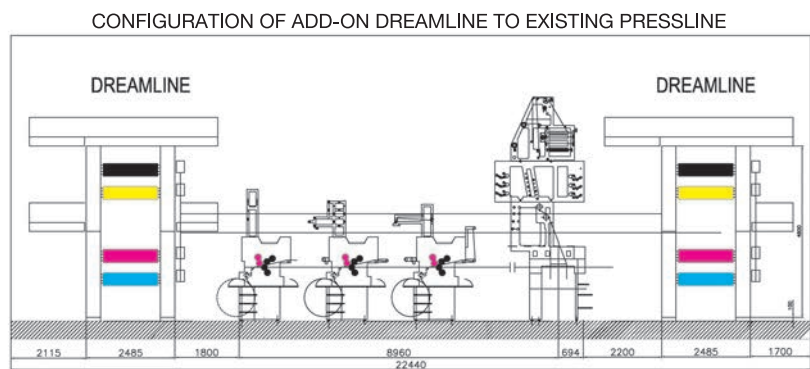 CONFIGURATION OF ADD-ON DREAMLINE TO EXISTING PRESSLINE
DREAMLINE
DREAMLINE
2115 2485 1800 8960 694 2200 2485 1700
22440